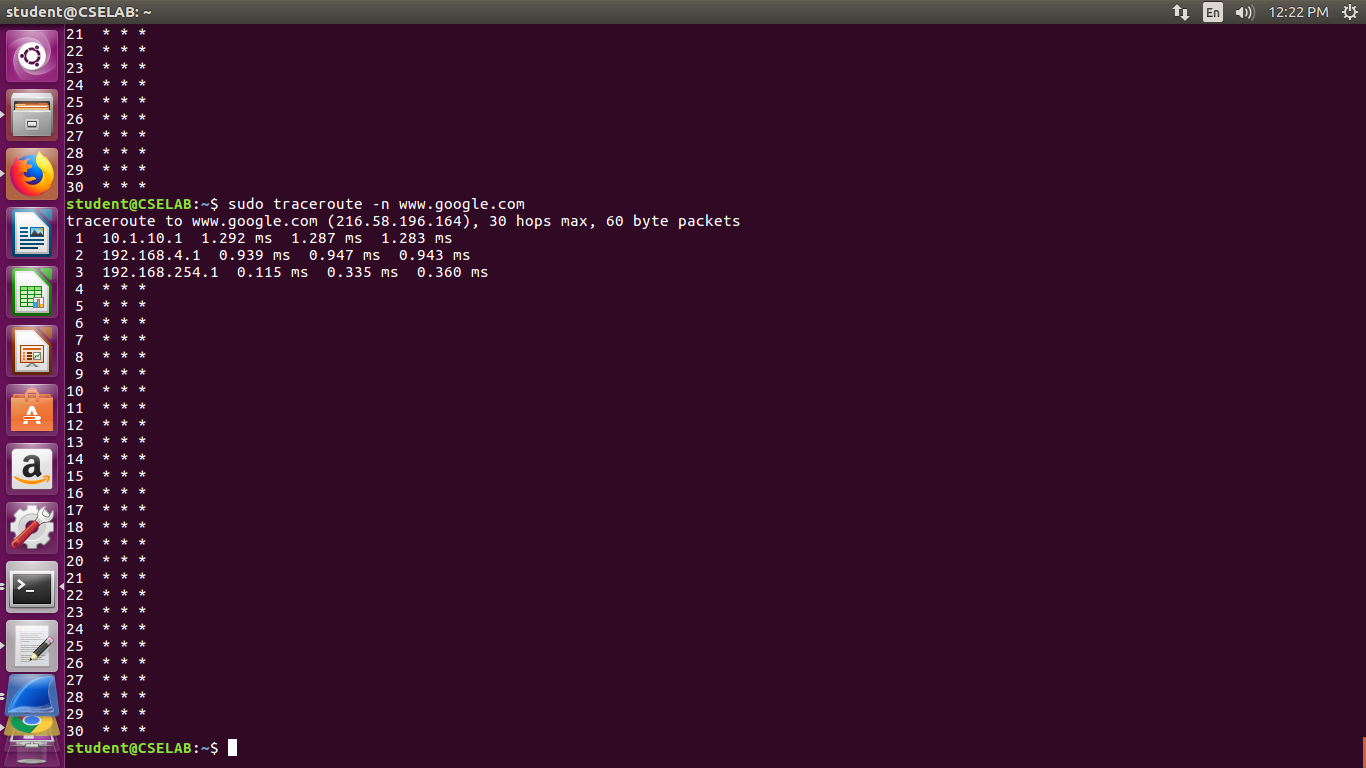 student@CSELAB: ~
En
12:22 PM
21 * * *
22 * * *
23 * * *
24 * * *
25 * * *
26 * * *
27 * * *
28 * * *
29 * * *
30 * * *
student@CSELAB:~$ sudo traceroute -n www.google.com
traceroute to www.google.com (216.58.196.164), 30 hops max, 60 byte packets
 1  10.1.10.1  1.292 ms  1.287 ms  1.283 ms
 2  192.168.4.1  0.939 ms  0.947 ms  0.943 ms
 3  192.168.254.1  0.115 ms  0.335 ms  0.360 ms
 4  * * *
 5  * * *
 6  * * *
 7  * * *
 8  * * *
 9  * * *
10  * * *
11  * * *
12  * * *
13  * * *
14  * * *
15  * * *
16  * * *
17  * * *
18  * * *
19  * * *
20  * * *
21  * * *
22  * * *
23  * * *
24  * * *
25  * * *
26  * * *
27  * * *
28  * * *
29  * * *
30  * * *
student@CSELAB:~$